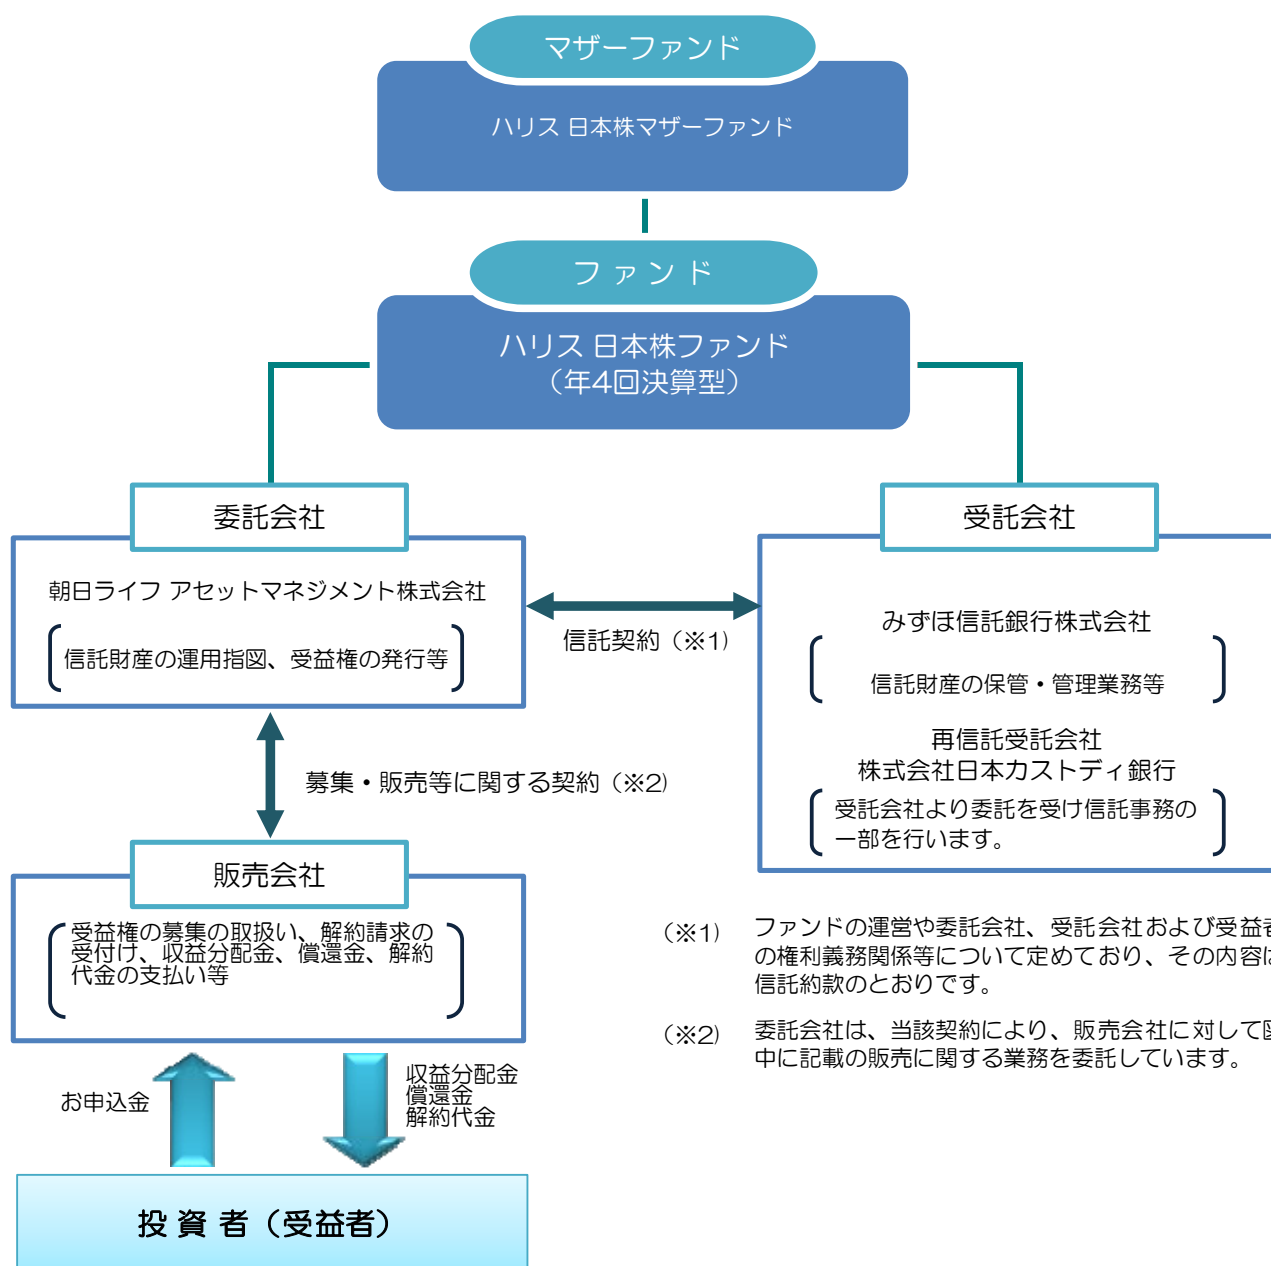 マザーファンド
ハリス 日本株マザーファンド
ファンド
ハリス 日本株ファンド
（年4回決算型）
委託会社
朝日ライフ アセットマネジメント株式会社
信託財産の運用指図、受益権の発行等
信託契約（※1）
受託会社
みずほ信託銀行株式会社
信託財産の保管・管理業務等
再信託受託会社
株式会社日本カストディ銀行
受託会社より委託を受け信託事務の
一部を行います。
募集・販売等に関する契約（※2）
販売会社
受益権の募集の取扱い、解約請求の
受付け、収益分配金、償還金、解約
代金の支払い等
（※1） ファンドの運営や委託会社、受託会社および受益者
の権利義務関係等について定めており、その内容は
信託約款のとおりです。
（※2） 委託会社は、当該契約により、販売会社に対して図
中に記載の販売に関する業務を委託しています。
お申込金
収益分配金
償還金
解約代金
投 資 者（受益者）